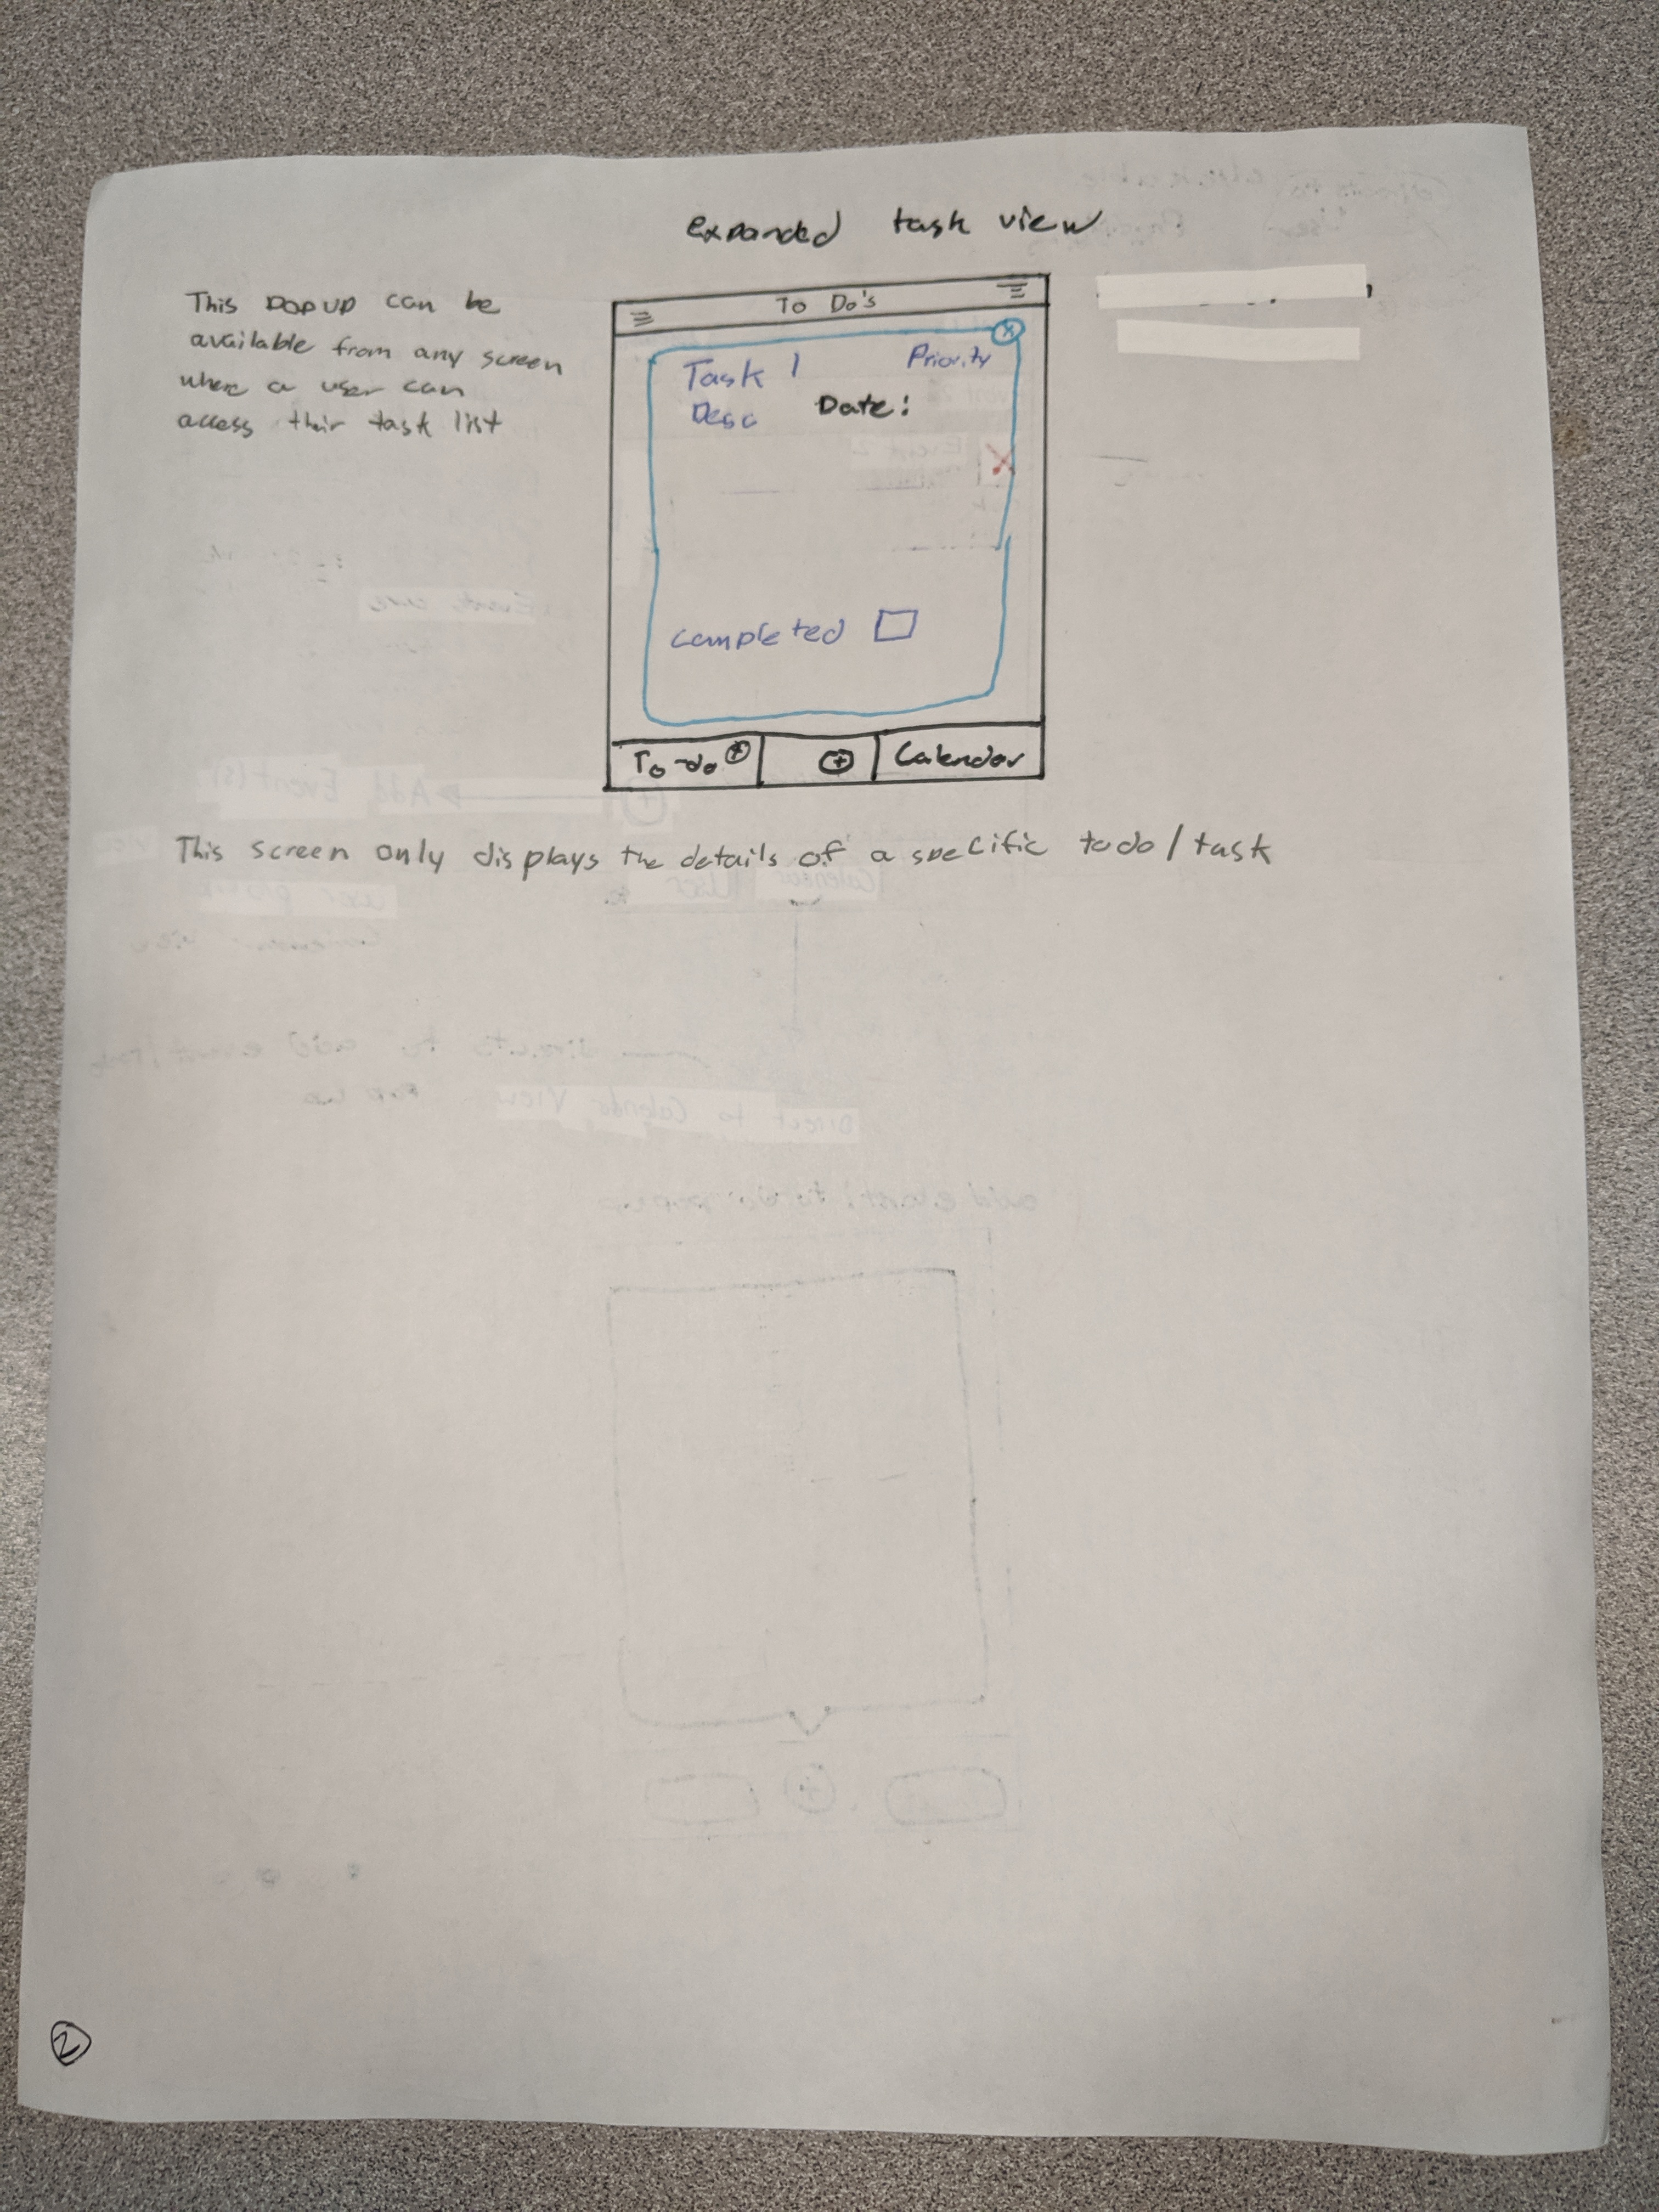 expanded task view
This popup can be
available from any screen
where a user can
access their task list
To Do's
x
Task 1 Priority
Desc Date:
completed
To-do + + Calendar
This screen only displays the details of a specific todo/task
2